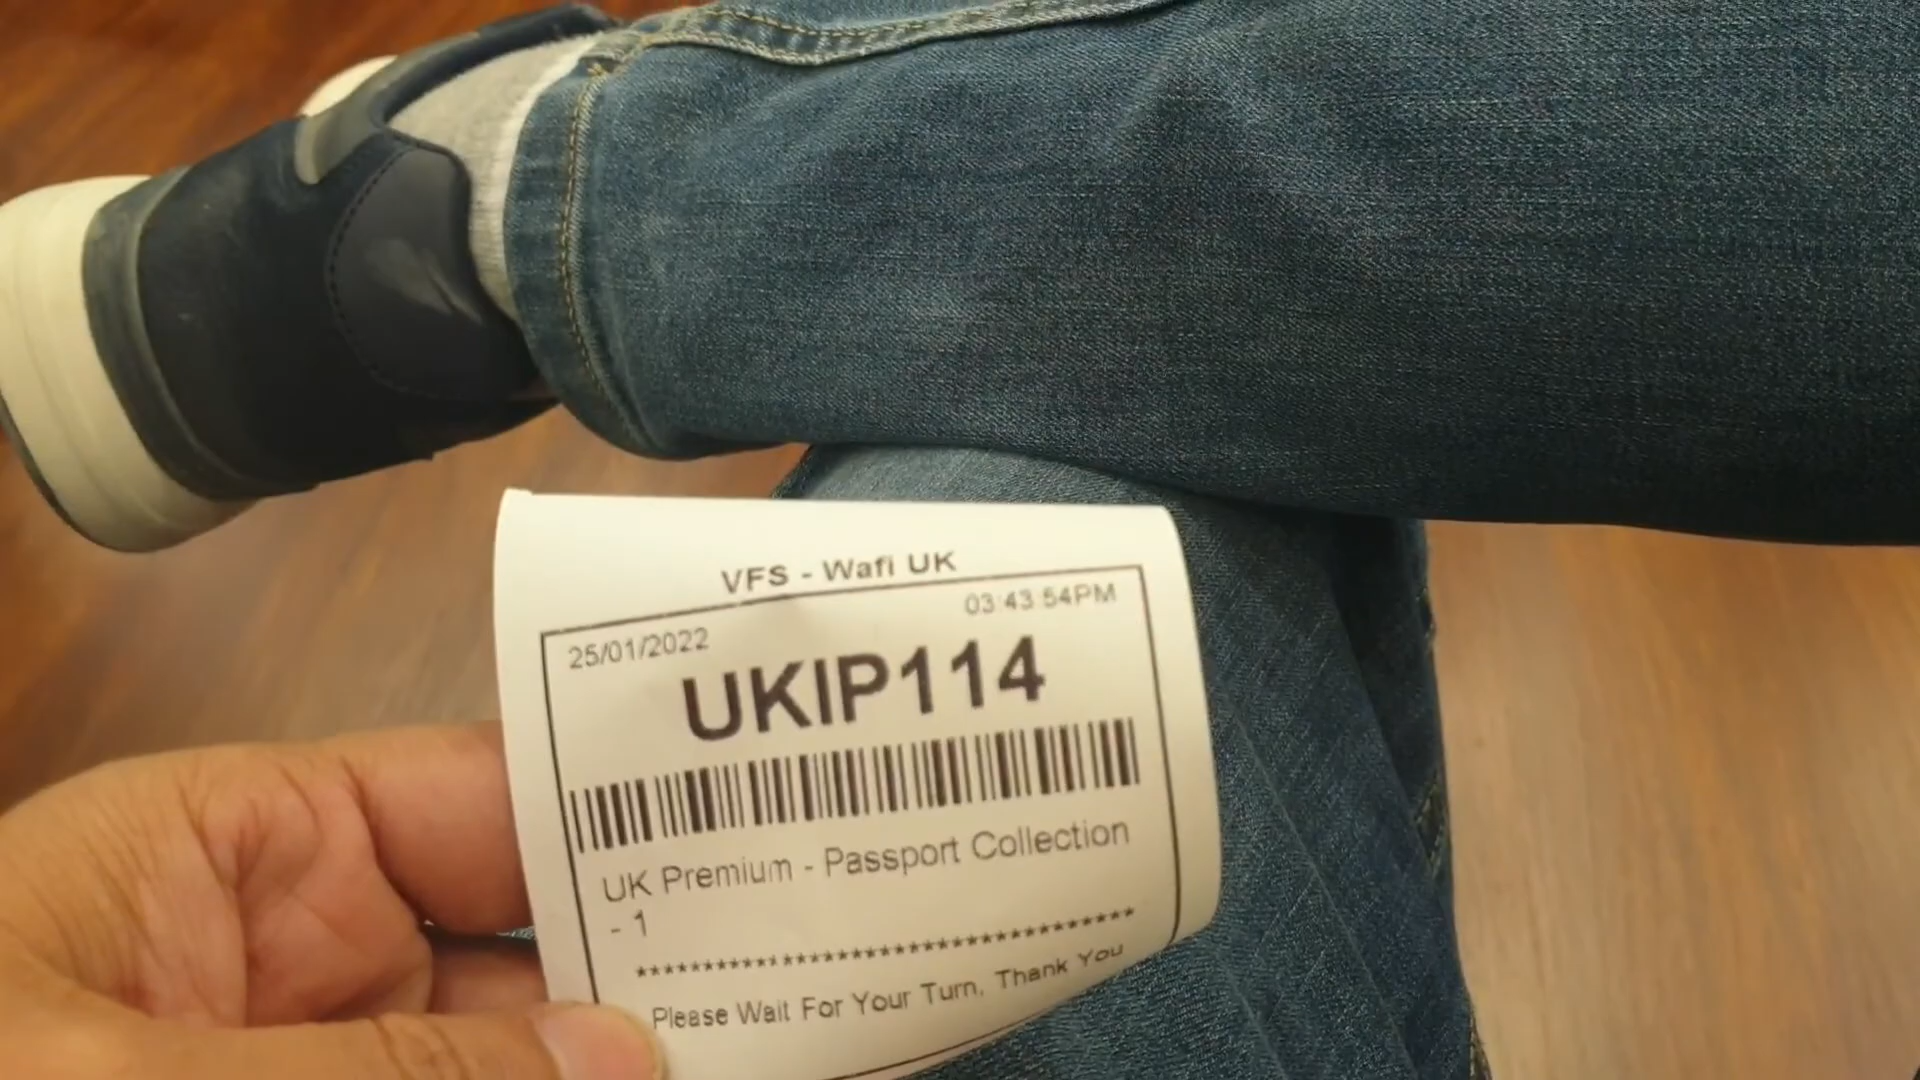 VFS - Wafi UK
25/01/2022 03:43:54PM
UKIP114
UK Premium - Passport Collection
- 1
**************************************
Please Wait For Your Turn, Thank You